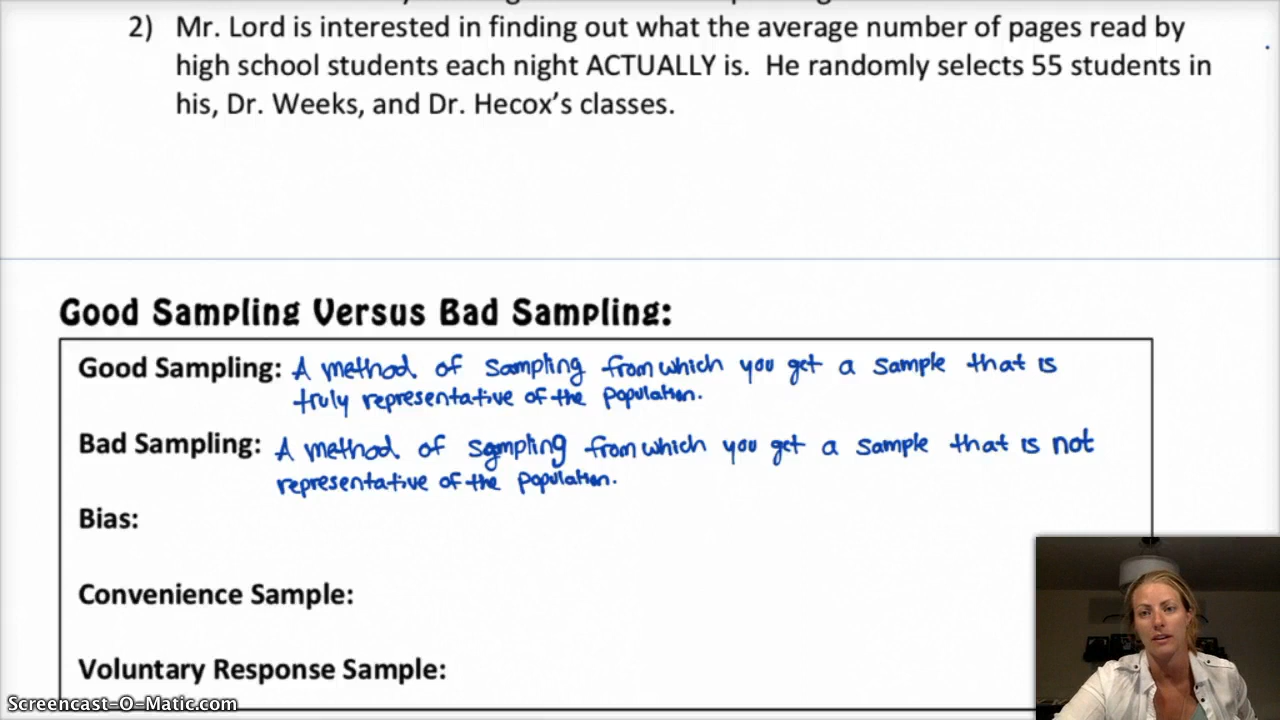 2) Mr. Lord is interested in finding out what the average number of pages read by
high school students each night ACTUALLY is. He randomly selects 55 students in
his, Dr. Weeks, and Dr. Hecox's classes.
Good Sampling Versus Bad Sampling:
Good Sampling: A method of sampling from which you get a sample that is
truly representative of the population.
Bad Sampling: A method of sampling from which you get a sample that is not
representative of the population.
Bias:
Convenience Sample:
Voluntary Response Sample:
Screencast-O-Matic.com